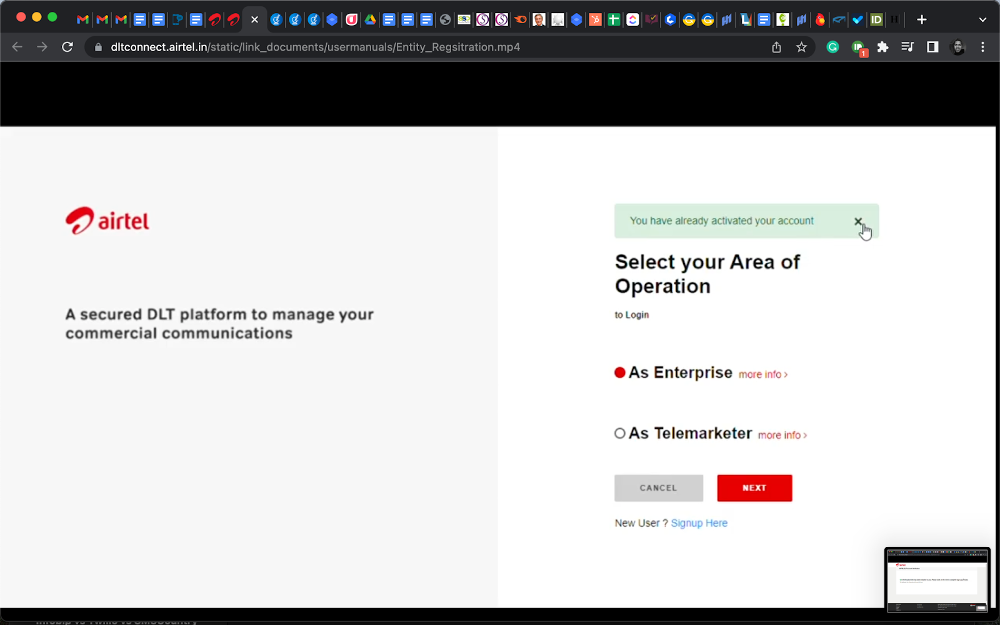 dltconnect.airtel.in/static/link_documents/usermanuals/Entity_Regsitration.mp4
1
ID
H
airtel
A secured DLT platform to manage your
commercial communications
You have already activated your account
Select your Area of
Operation
to Login
As Enterprise more info ›
As Telemarketer more info ›
CANCEL
NEXT
New User ? Signup Here